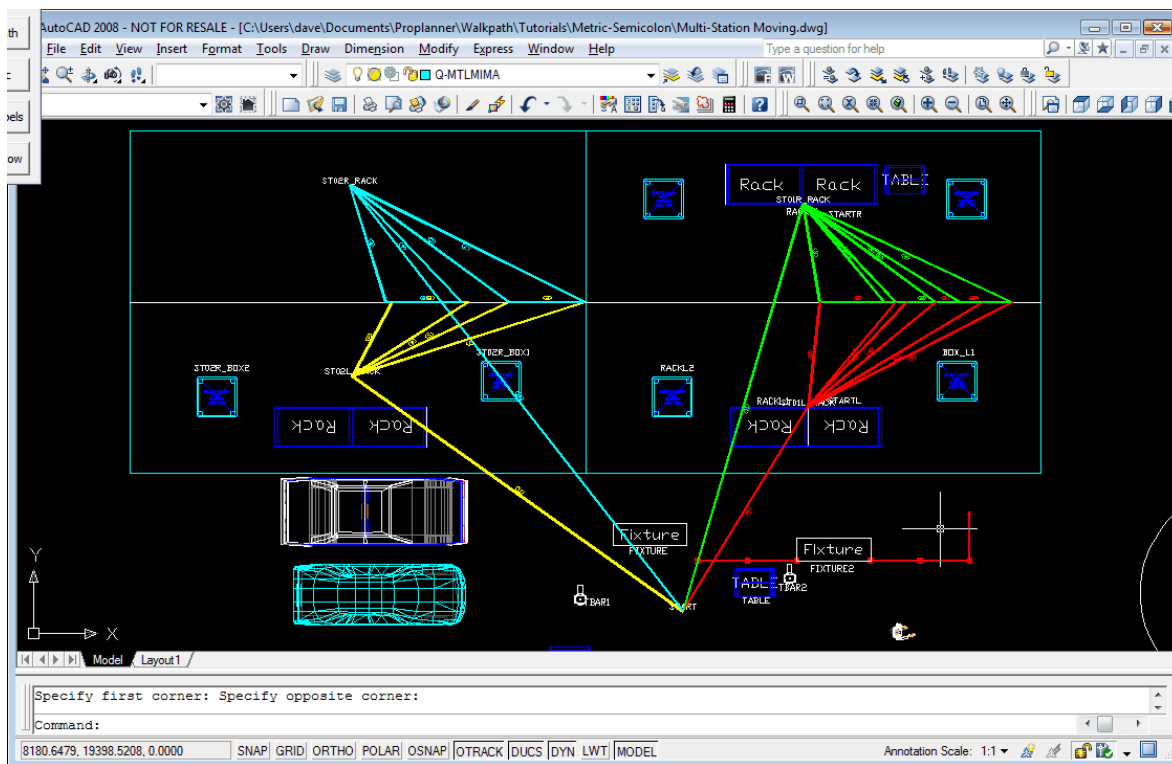 th AutoCAD 2008 - NOT FOR RESALE - [C:\Users\dave\Documents\Proplanner\Walkpath\Tutorials\Metric-Semicolon\Multi-Station Moving.dwg]
File Edit View Insert Format Tools Draw Dimension Modify Express Window Help Type a question for help
c Q-MTLMIMA
bels
ow
ST02R_RACK Rack Rack TABLE
ST01R_RACK
STARTR
ST02R_BOX1 BOX_L1
ST02R_BOX2 RACKL2
STARTL
Rack Rack Rack Rack
Fixture Fixture
FIXTURE FIXTURE2
TABLE
TBAR1 TABLE TBAR2
START
Y
X
Model Layout1
Specify first corner: Specify opposite corner:
Command:
8180.6479, 19398.5208, 0.0000 SNAP GRID ORTHO POLAR OSNAP OTRACK DUCS DYN LWT MODEL Annotation Scale: 1:1